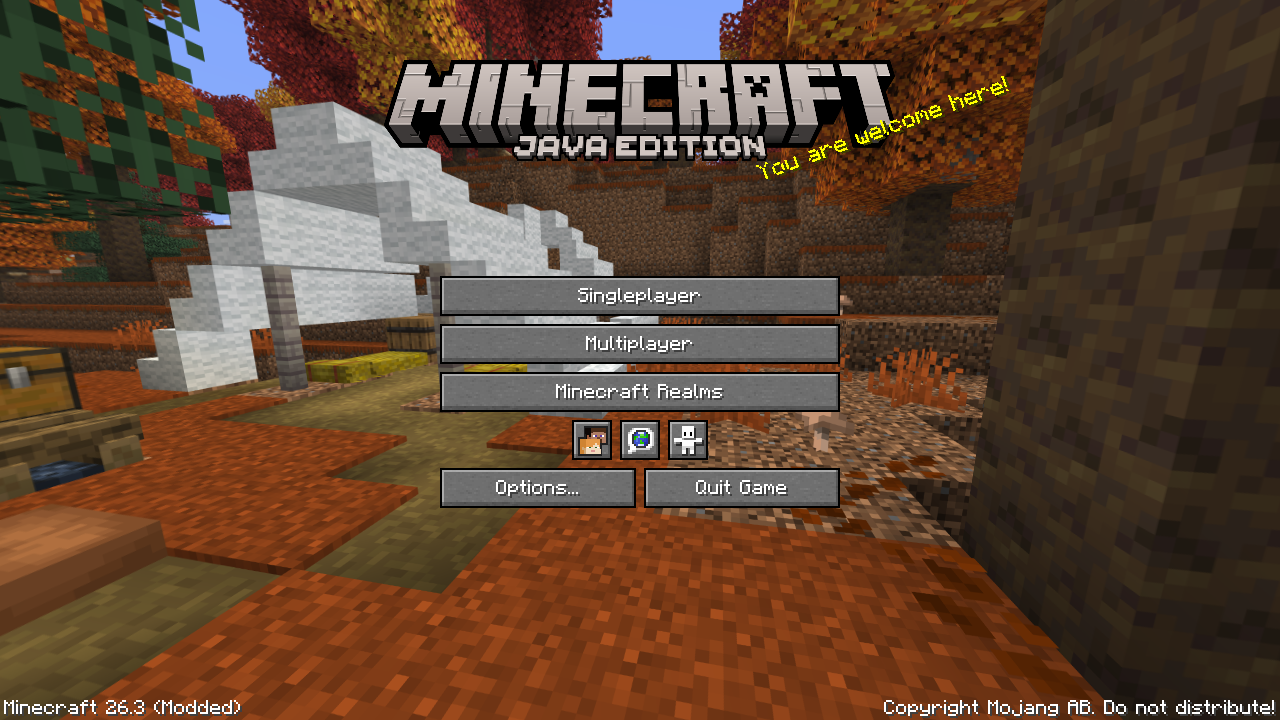 MINECRAFT
JAVA EDITION
You are welcome here!
Singleplayer
Multiplayer
Minecraft Realms
Options...
Quit Game
Minecraft 26.3 (Modded)
Copyright Mojang AB. Do not distribute!